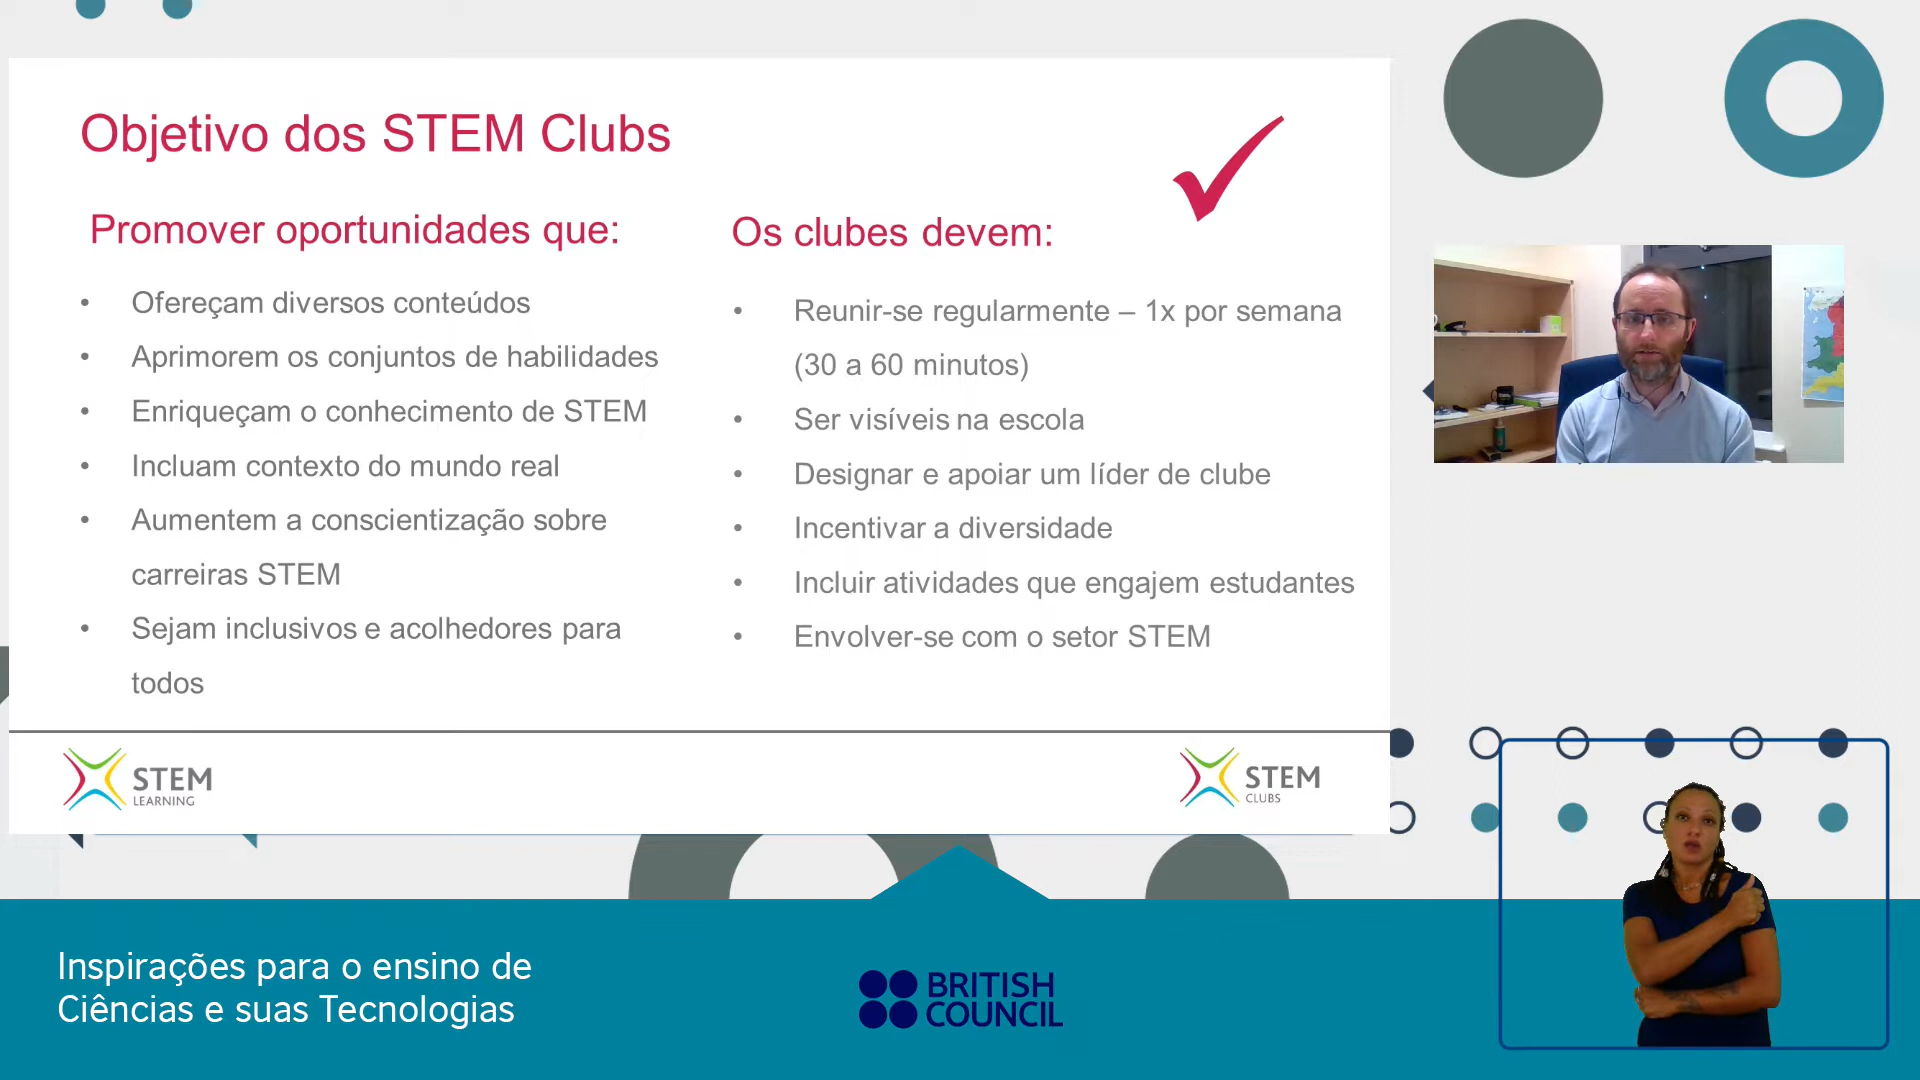 Objetivo dos STEM Clubs
Promover oportunidades que:
• Ofereçam diversos conteúdos
• Aprimorem os conjuntos de habilidades
• Enriqueçam o conhecimento de STEM
• Incluam contexto do mundo real
• Aumentem a conscientização sobre
carreiras STEM
• Sejam inclusivos e acolhedores para
todos
Os clubes devem:
• Reunir-se regularmente – 1x por semana
(30 a 60 minutos)
• Ser visíveis na escola
• Designar e apoiar um líder de clube
• Incentivar a diversidade
• Incluir atividades que engajem estudantes
• Envolver-se com o setor STEM
STEM
LEARNING
STEM
CLUBS
Inspirações para o ensino de
Ciências e suas Tecnologias
BRITISH
COUNCIL